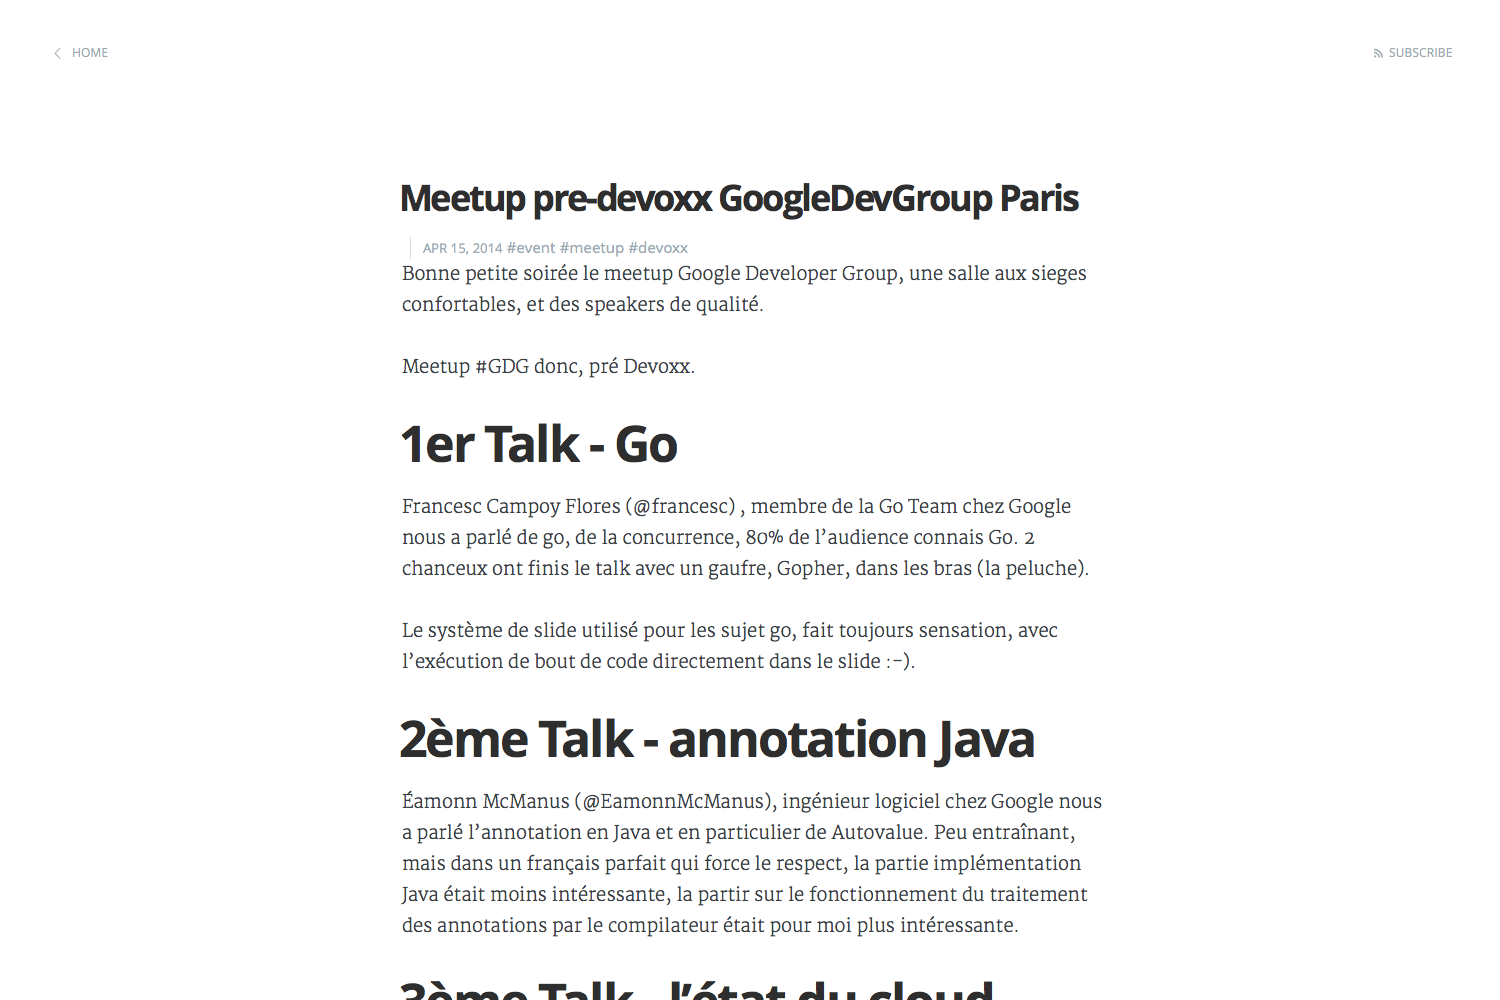 HOME
SUBSCRIBE
Meetup pre-devoxx GoogleDevGroup Paris
APR 15, 2014 #event #meetup #devoxx
Bonne petite soirée le meetup Google Developer Group, une salle aux sieges
confortables, et des speakers de qualité.
Meetup #GDG donc, pré Devoxx.
1er Talk - Go
Francesc Campoy Flores (@francesc) , membre de la Go Team chez Google
nous a parlé de go, de la concurrence, 80% de l’audience connais Go. 2
chanceux ont finis le talk avec un gaufre, Gopher, dans les bras (la peluche).
Le système de slide utilisé pour les sujet go, fait toujours sensation, avec
l’exécution de bout de code directement dans le slide :-).
2ème Talk - annotation Java
Éamonn McManus (@EamonnMcManus), ingénieur logiciel chez Google nous
a parlé l’annotation en Java et en particulier de Autovalue. Peu entraînant,
mais dans un français parfait qui force le respect, la partie implémentation
Java était moins intéressante, la partir sur le fonctionnement du traitement
des annotations par le compilateur était pour moi plus intéressante.
3ème Talk - l’état du cloud